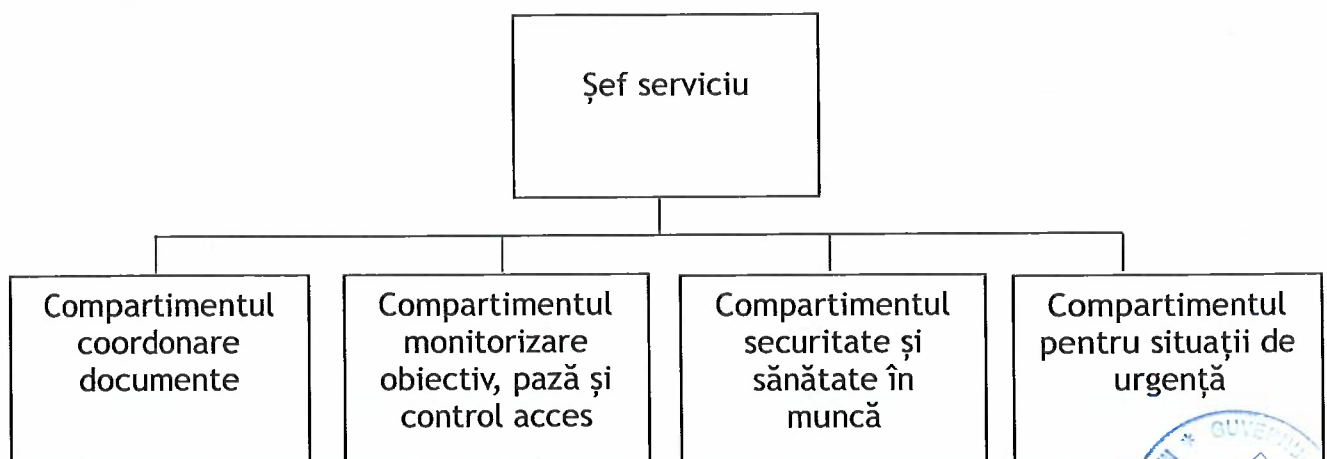 Șef serviciu
Compartimentul
coordonare
documente
Compartimentul
monitorizare
obiectiv, pază și
control acces
Compartimentul
securitate și
sănătate în
muncă
Compartimentul
pentru situații de
urgență